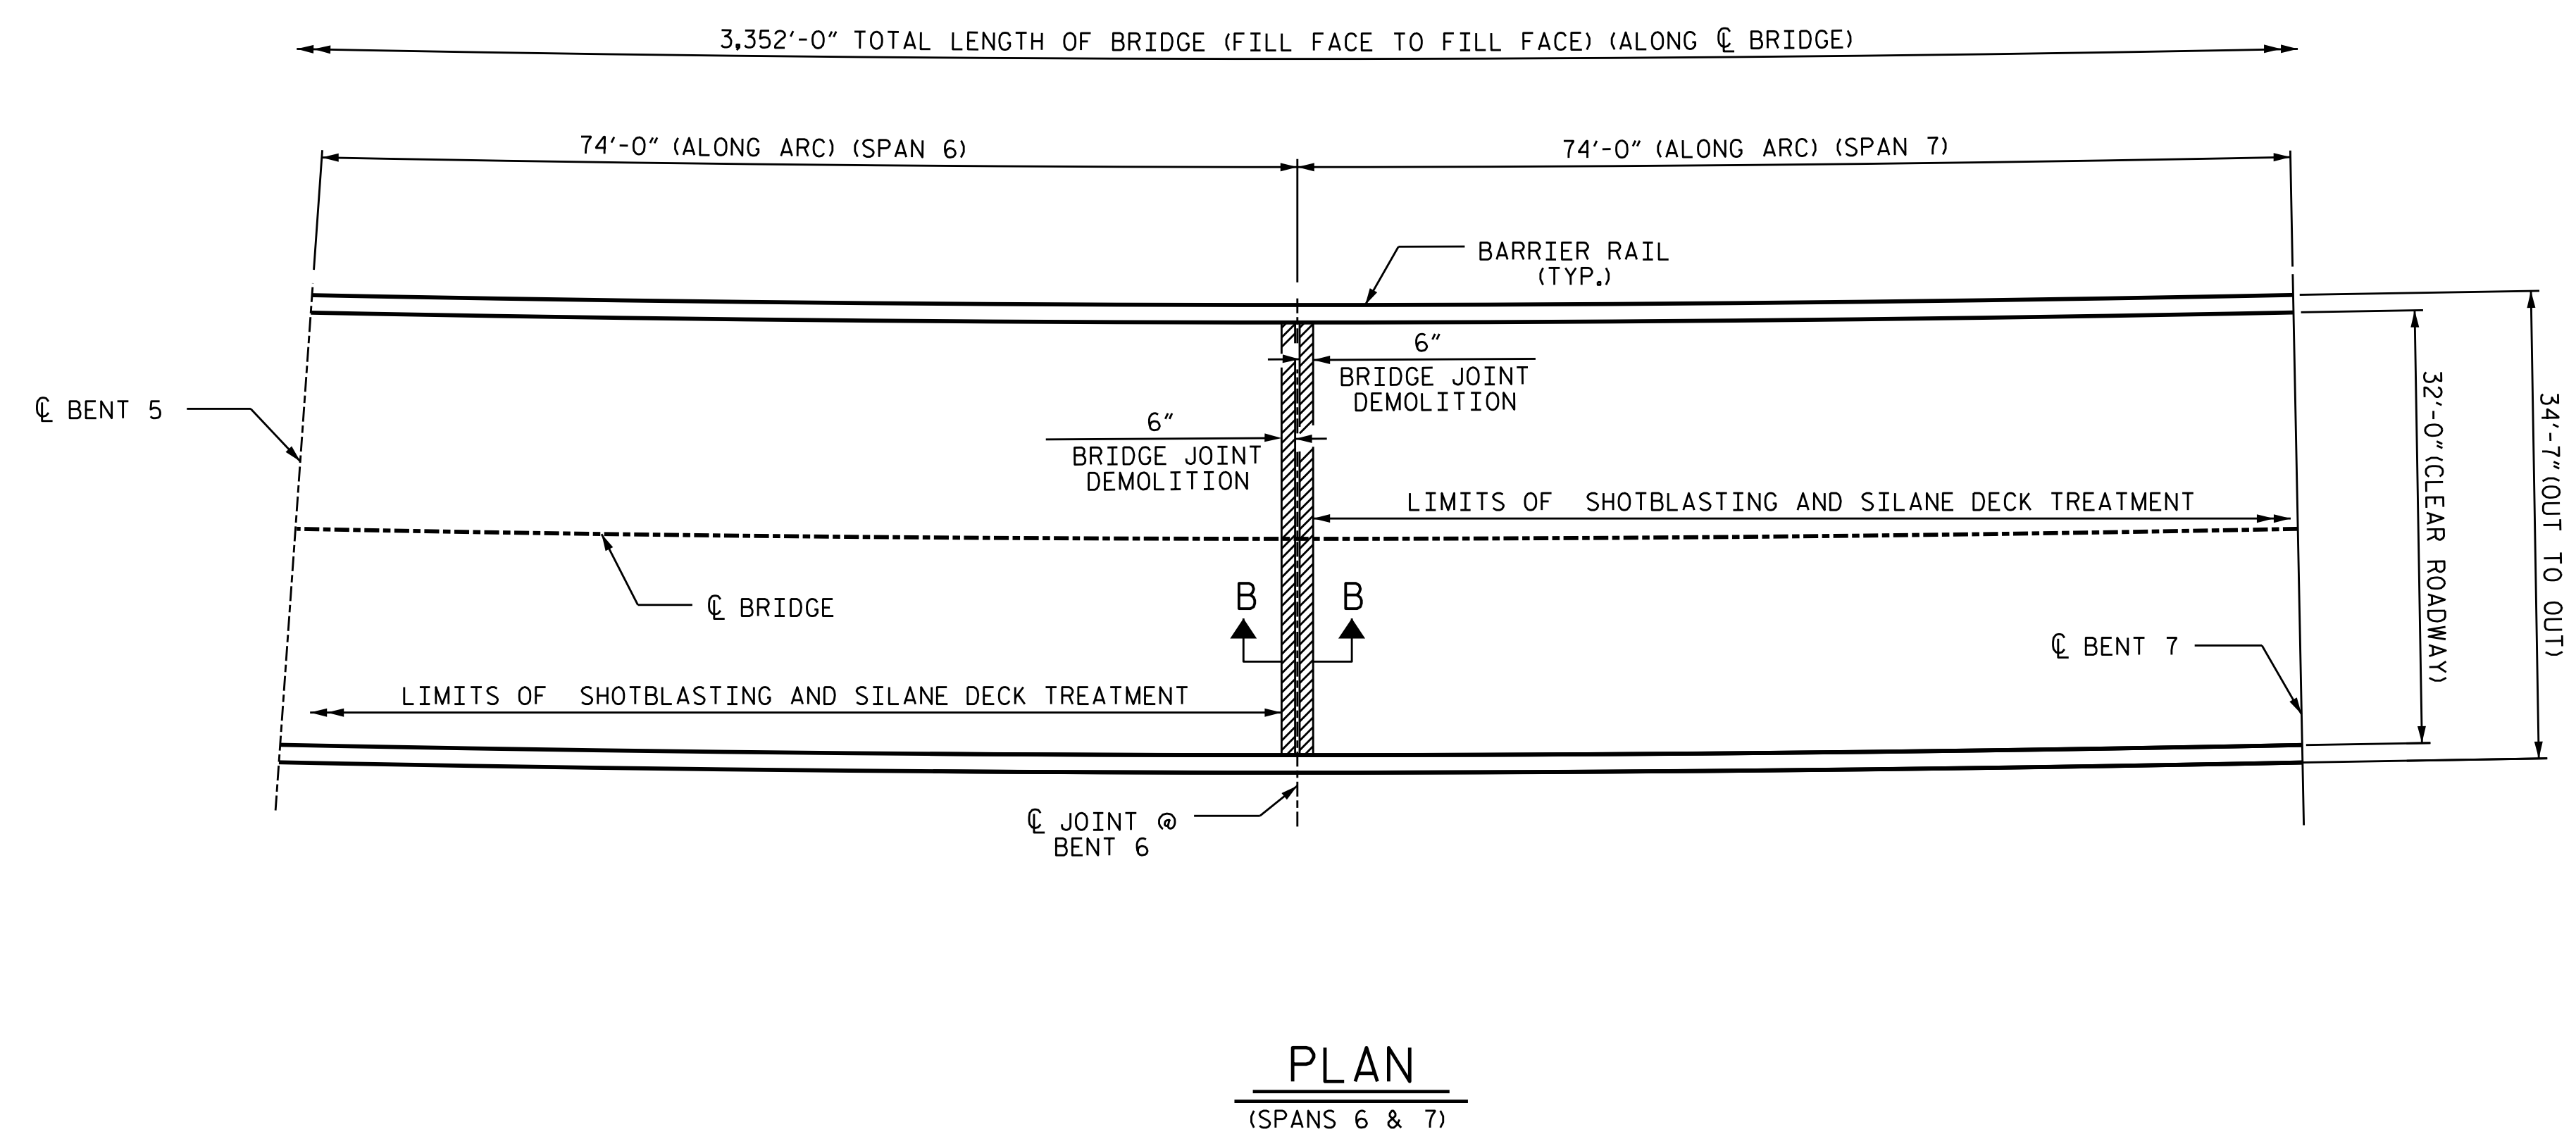 3,352'-0" TOTAL LENGTH OF BRIDGE (FILL FACE TO FILL FACE) (ALONG ℄ BRIDGE)
74'-0" (ALONG ARC) (SPAN 6)
74'-0" (ALONG ARC) (SPAN 7)
BARRIER RAIL
(TYP.)
6"
BRIDGE JOINT
DEMOLITION
℄ BENT 5
6"
BRIDGE JOINT
DEMOLITION
32'-0" (CLEAR ROADWAY)
34'-7" (OUT TO OUT)
LIMITS OF SHOTBLASTING AND SILANE DECK TREATMENT
℄ BRIDGE
B
B
℄ BENT 7
LIMITS OF SHOTBLASTING AND SILANE DECK TREATMENT
℄ JOINT @
BENT 6
PLAN
(SPANS 6 & 7)